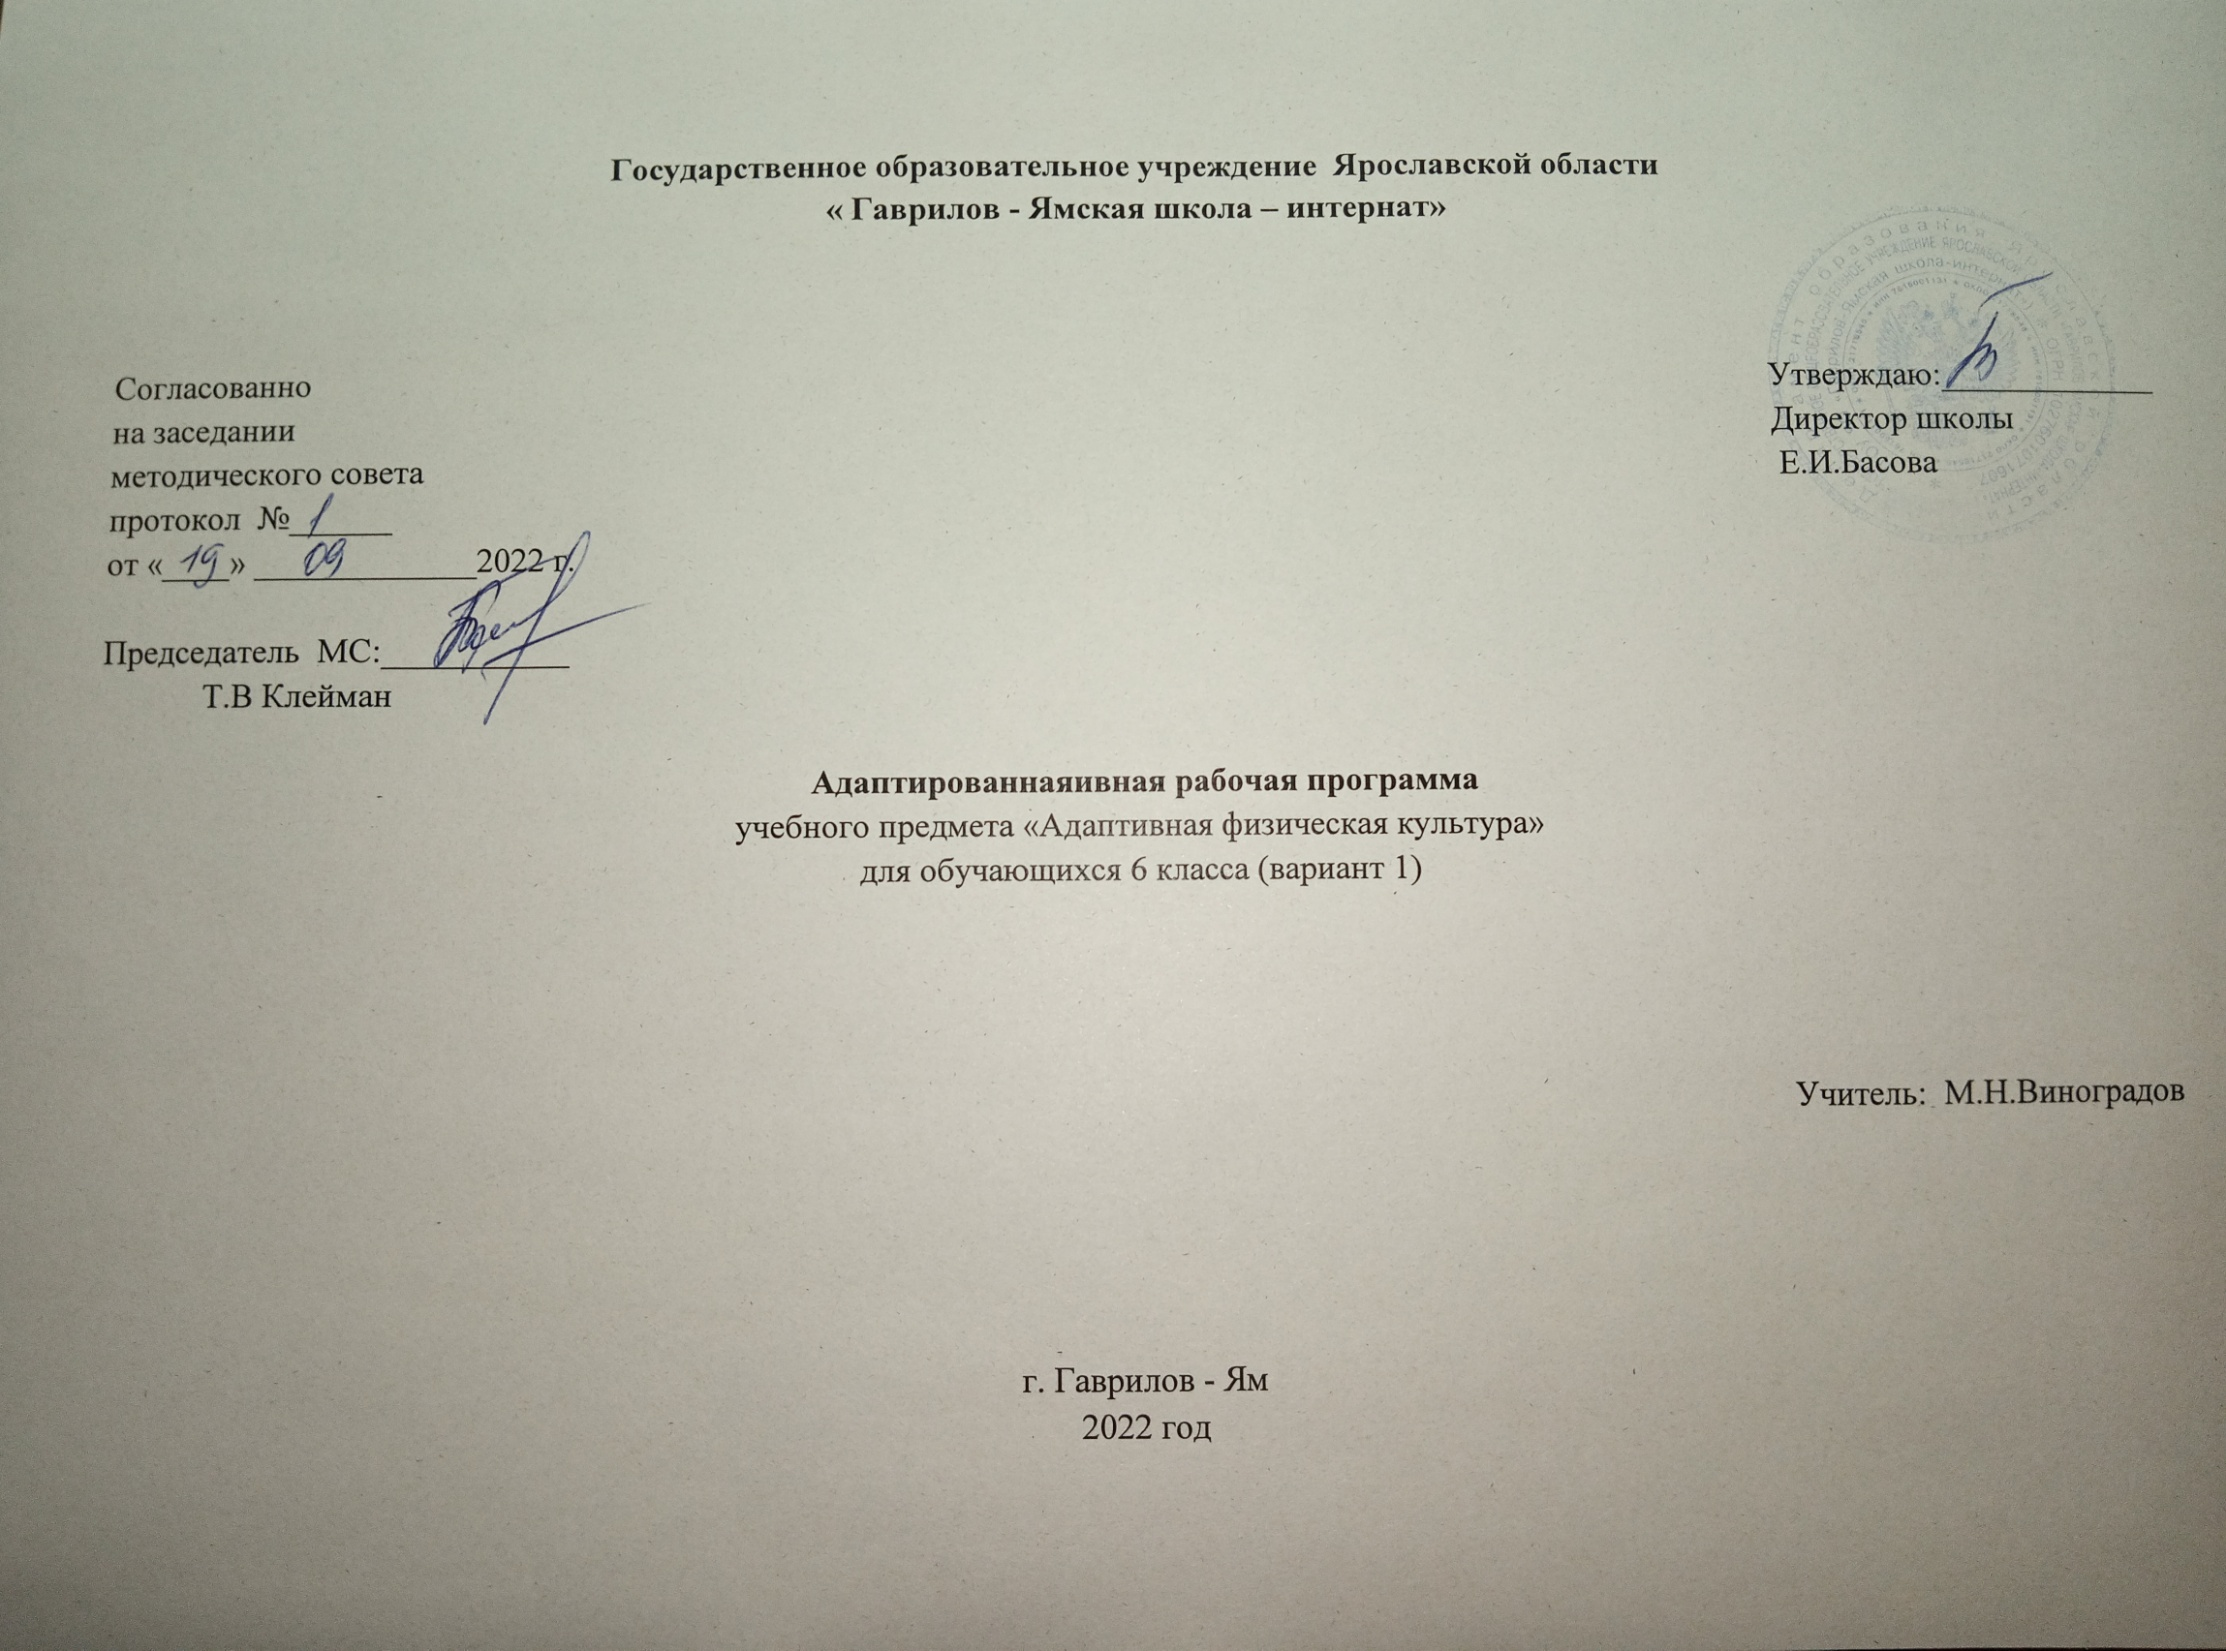 Государственное образовательное учреждение Ярославской области
« Гаврилов - Ямская школа – интернат»
Согласованно
на заседании
методического совета
протокол № 1
от « 19 » 09 2022 г.
Председатель МС:
Т.В Клейман
Утверждаю:
Директор школы
Е.И.Басова
Адаптированнаяивная рабочая программа
учебного предмета «Адаптивная физическая культура»
для обучающихся 6 класса (вариант 1)
Учитель: М.Н.Виноградов
г. Гаврилов - Ям
2022 год